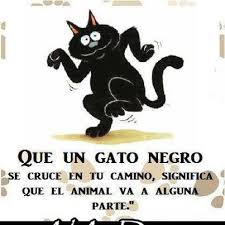 Que un gato negro
se cruce en tu camino, significa
que el animal va a alguna
parte."